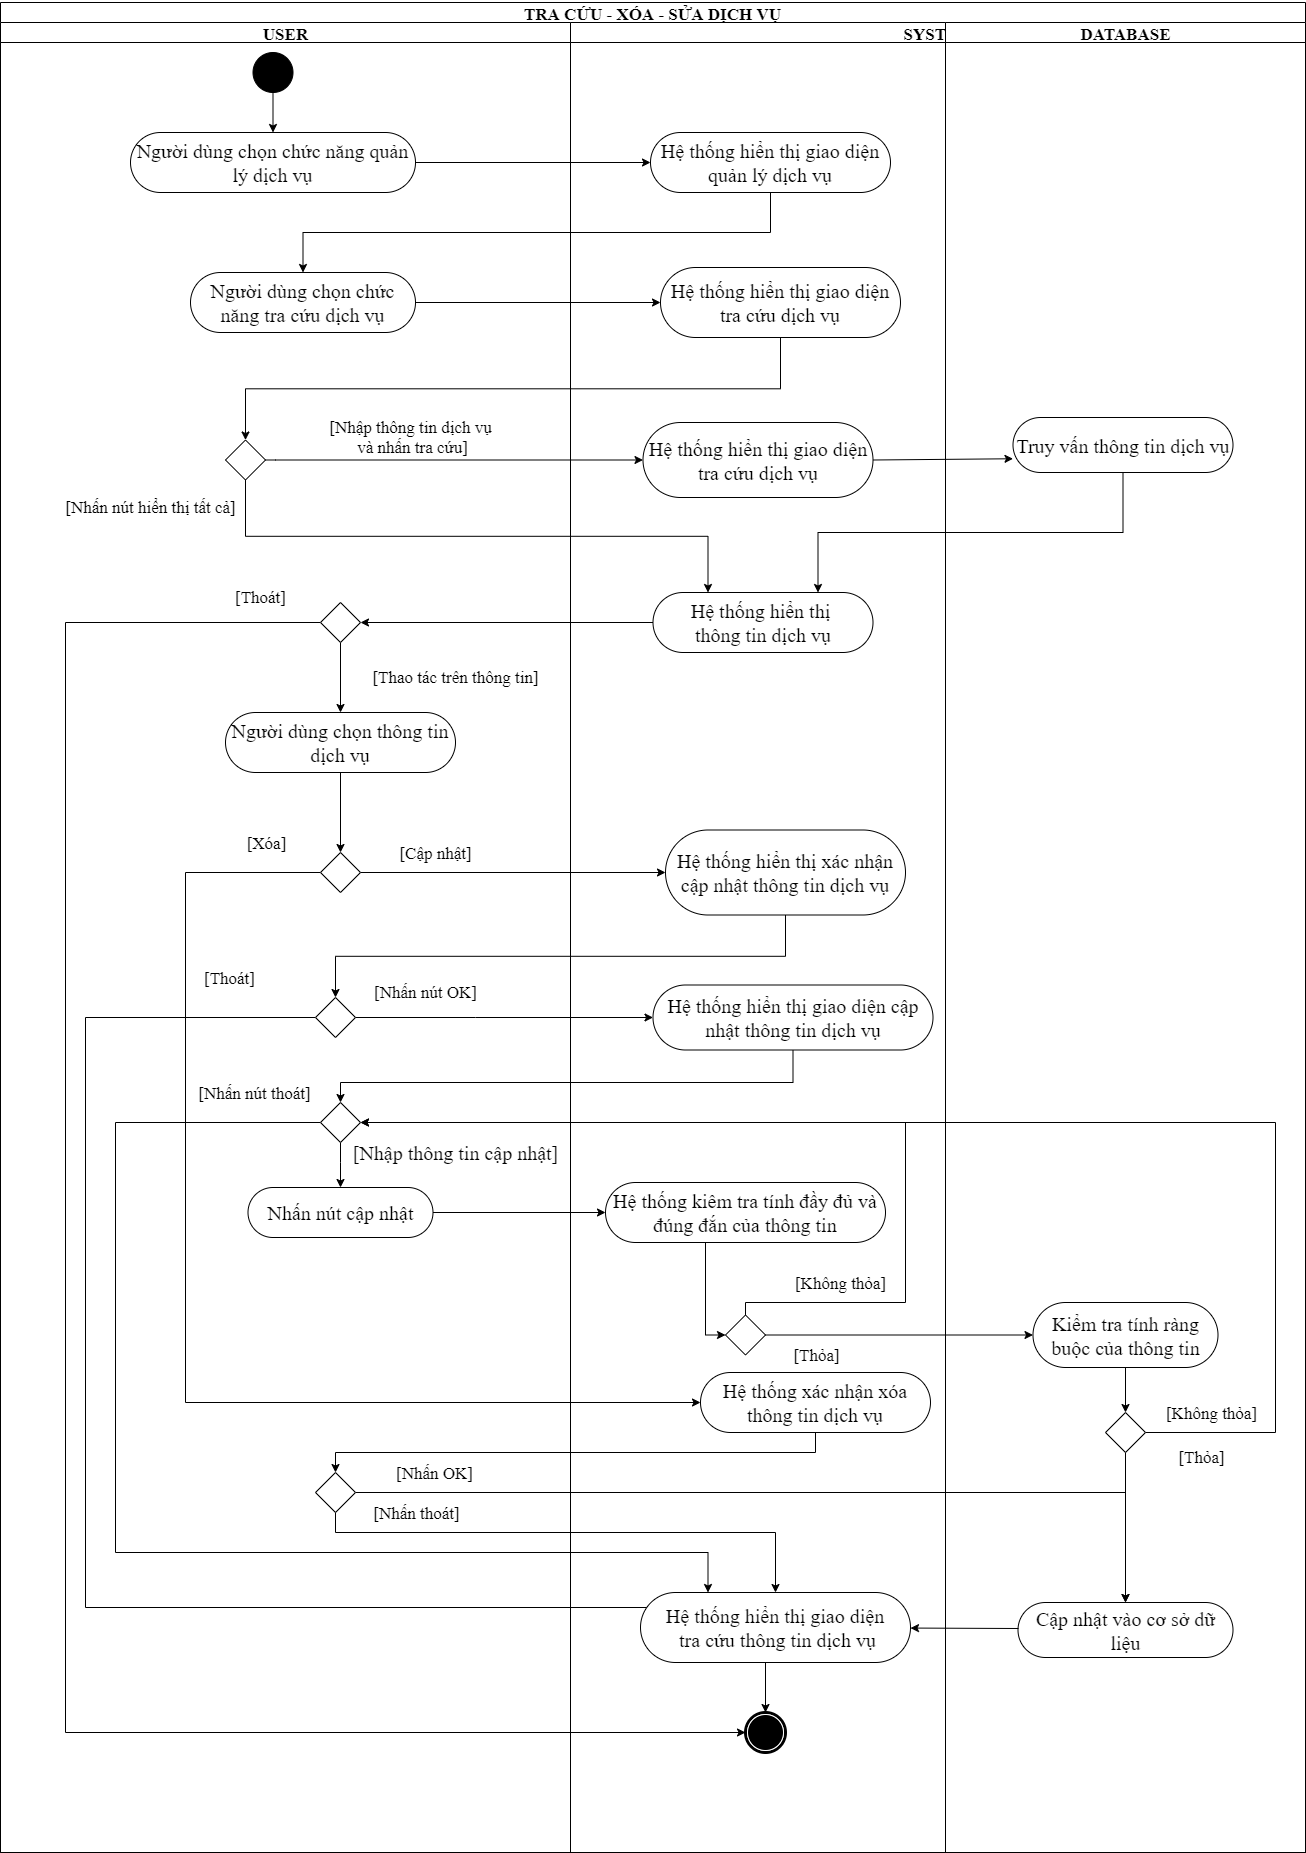 TRA CỨU - XÓA - SỬA DỊCH VỤ
USER
SYST
DATABASE
Người dùng chọn chức năng quản
lý dịch vụ
Hệ thống hiển thị giao diện
quản lý dịch vụ
Người dùng chọn chức
năng tra cứu dịch vụ
Hệ thống hiển thị giao diện
tra cứu dịch vụ
[Nhập thông tin dịch vụ
và nhấn tra cứu]
Hệ thống hiển thị giao diện
tra cứu dịch vụ
Truy vấn thông tin dịch vụ
[Nhấn nút hiển thị tất cả]
[Thoát]
Hệ thống hiển thị
thông tin dịch vụ
[Thao tác trên thông tin]
Người dùng chọn thông tin
dịch vụ
[Xóa]
[Cập nhật]
Hệ thống hiển thị xác nhận
cập nhật thông tin dịch vụ
[Thoát]
[Nhấn nút OK]
Hệ thống hiển thị giao diện cập
nhật thông tin dịch vụ
[Nhấn nút thoát]
[Nhập thông tin cập nhật]
Nhấn nút cập nhật
Hệ thống kiêm tra tính đầy đủ và
đúng đắn của thông tin
[Không thỏa]
[Thỏa]
Kiểm tra tính ràng
buộc của thông tin
Hệ thống xác nhận xóa
thông tin dịch vụ
[Không thỏa]
[Thỏa]
[Nhấn OK]
[Nhấn thoát]
Hệ thống hiển thị giao diện
tra cứu thông tin dịch vụ
Cập nhật vào cơ sở dữ
liệu